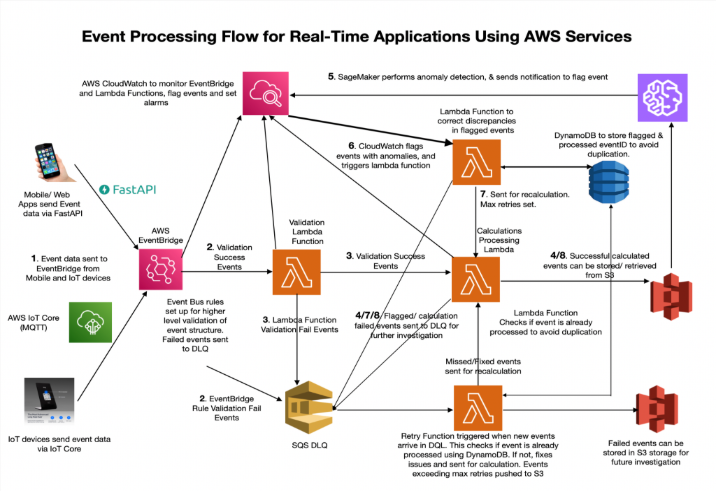 Event Processing Flow for Real-Time Applications Using AWS Services
5. SageMaker performs anomaly detection, & sends notification to flag event
AWS CloudWatch to monitor EventBridge
and Lambda Functions, flag events and set
alarms
Lambda Function to
correct discrepancies
in flagged events
DynamoDB to store flagged &
processed eventID to avoid
duplication.
6. CloudWatch flags
events with anomalies, and
triggers lambda function
FastAPI
Mobile/ Web
Apps send Event
data via FastAPI
7. Sent for recalculation.
Max retries set.
AWS
EventBridge
Validation
Lambda
Function
Calculations
Processing
Lambda
1. Event data sent to
EventBridge from
Mobile and IoT devices
2. Validation
Success
Events
3. Validation Success
Events
4/8. Successful calculated
events can be stored/ retrieved
from S3
AWS IoT Core
(MQTT)
Event Bus rules
set up for higher
level validation of
event structure.
Failed events sent
to DLQ
3. Lambda Function
Validation Fail Events
4/7/8. Flagged/ calculation
failed events sent to DLQ for
further investigation
Lambda Function
Checks if event is already
processed to avoid duplication
Missed/Fixed events
sent for recalculation
2. EventBridge
Rule Validation Fail
Events
IoT devices send event data
via IoT Core
SQS DLQ
Retry Function triggered when new events
arrive in DQL. This checks if event is already
processed using DynamoDB. If not, fixes
issues and sent for calculation. Events
exceeding max retries pushed to S3
Failed events can be
stored in S3 storage for
future investigation